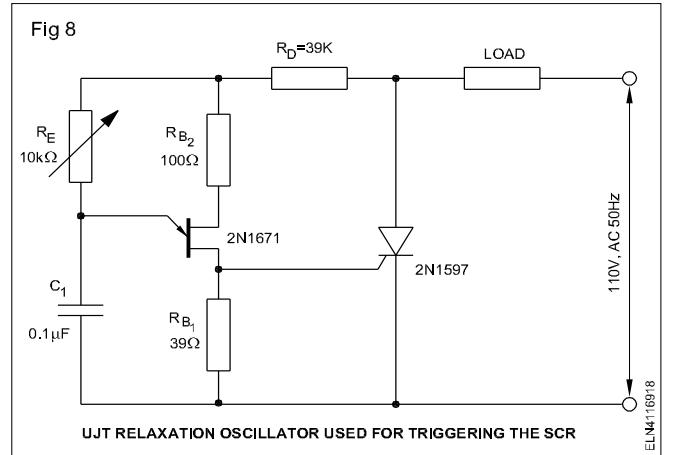 Fig 8
R_D=39K
LOAD
R_E
10kΩ
R_B₂
100Ω
2N1671
2N1597
110V, AC 50Hz
C₁
0.1µF
R_B₁
39Ω
UJT RELAXATION OSCILLATOR USED FOR TRIGGERING THE SCR
ELN4116918